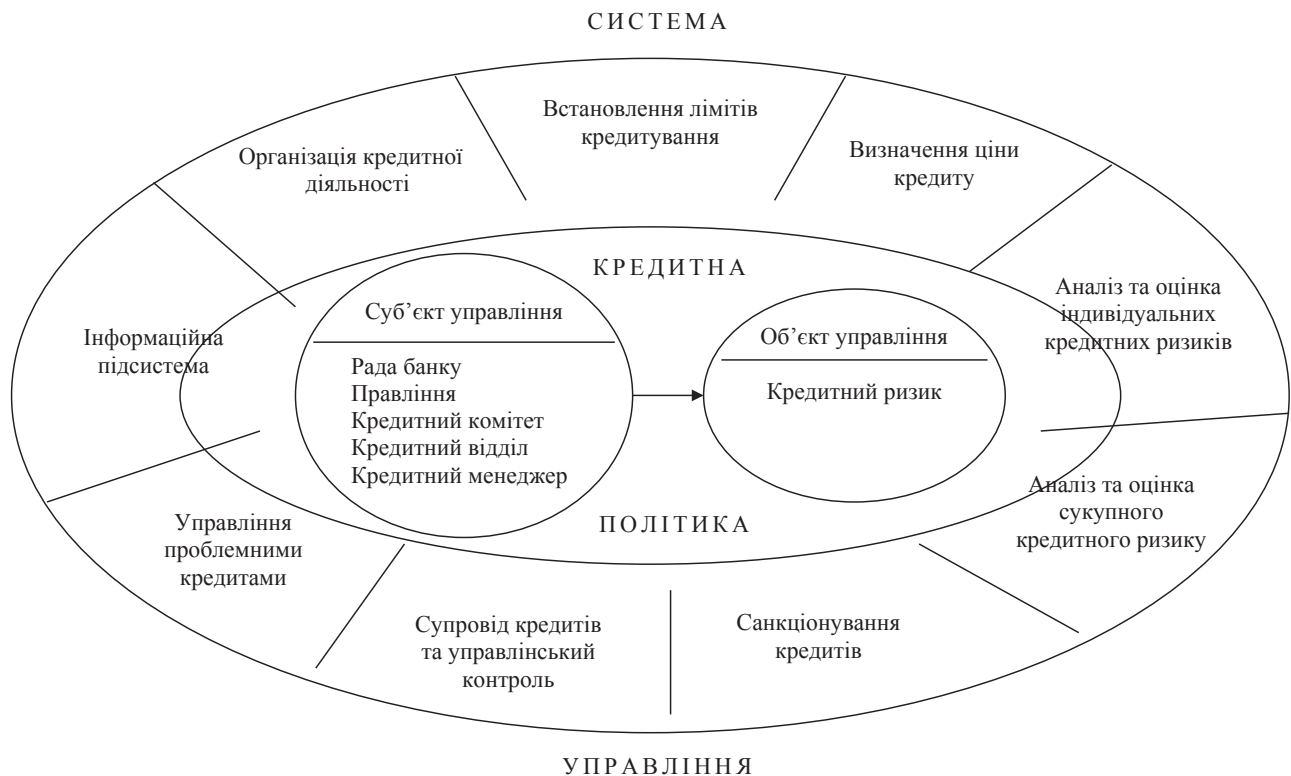 СИСТЕМА
Встановлення лімітів
кредитування
Організація кредитної
діяльності
Визначення ціни
кредиту
КРЕДИТНА
Суб’єкт управління
Рада банку
Правління
Кредитний комітет
Кредитний відділ
Кредитний менеджер
Об’єкт управління
Кредитний ризик
Інформаційна
підсистема
Аналіз та оцінка
індивідуальних
кредитних ризиків
ПОЛІТИКА
Управління
проблемними
кредитами
Аналіз та оцінка
сукупного
кредитного ризику
Супровід кредитів
та управлінський
контроль
Санкціонування
кредитів
УПРАВЛІННЯ